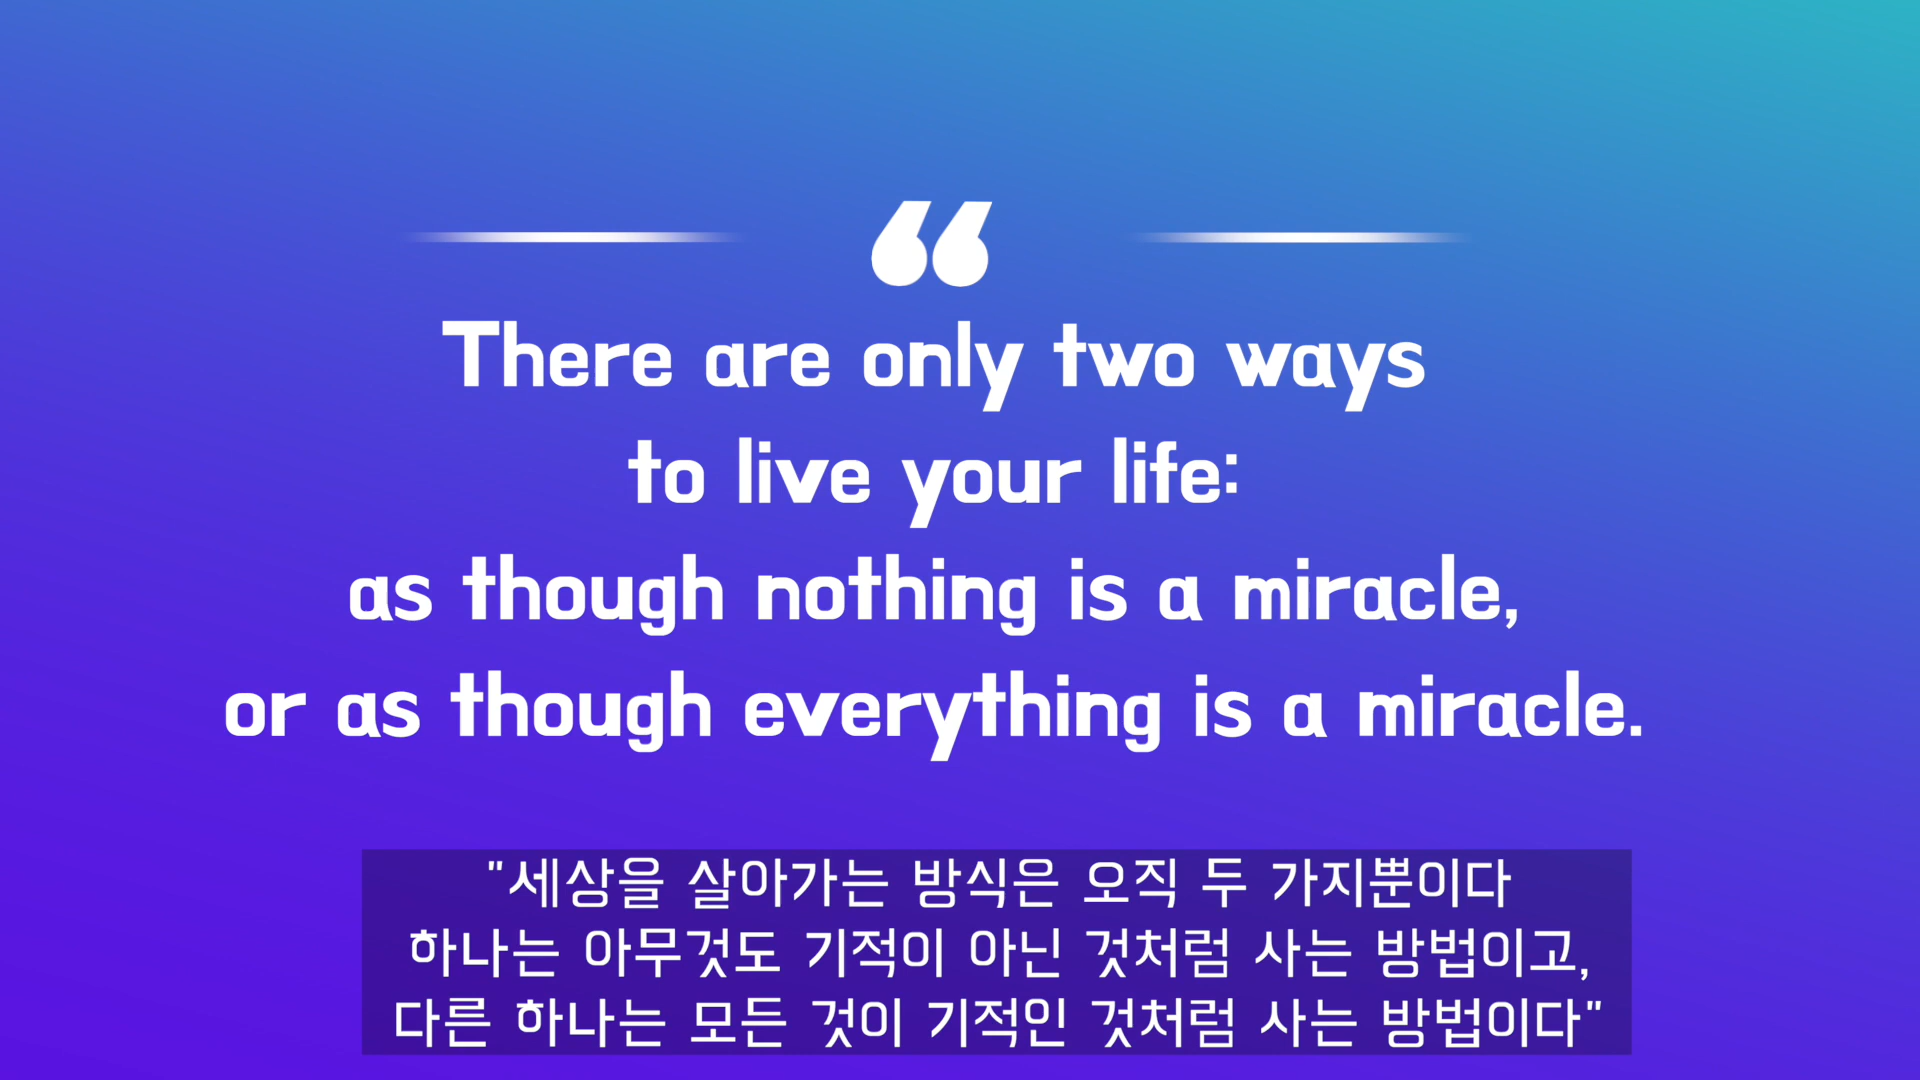 “
There are only two ways
to live your life:
as though nothing is a miracle,
or as though everything is a miracle.
"세상을 살아가는 방식은 오직 두 가지뿐이다
하나는 아무것도 기적이 아닌 것처럼 사는 방법이고,
다른 하나는 모든 것이 기적인 것처럼 사는 방법이다"